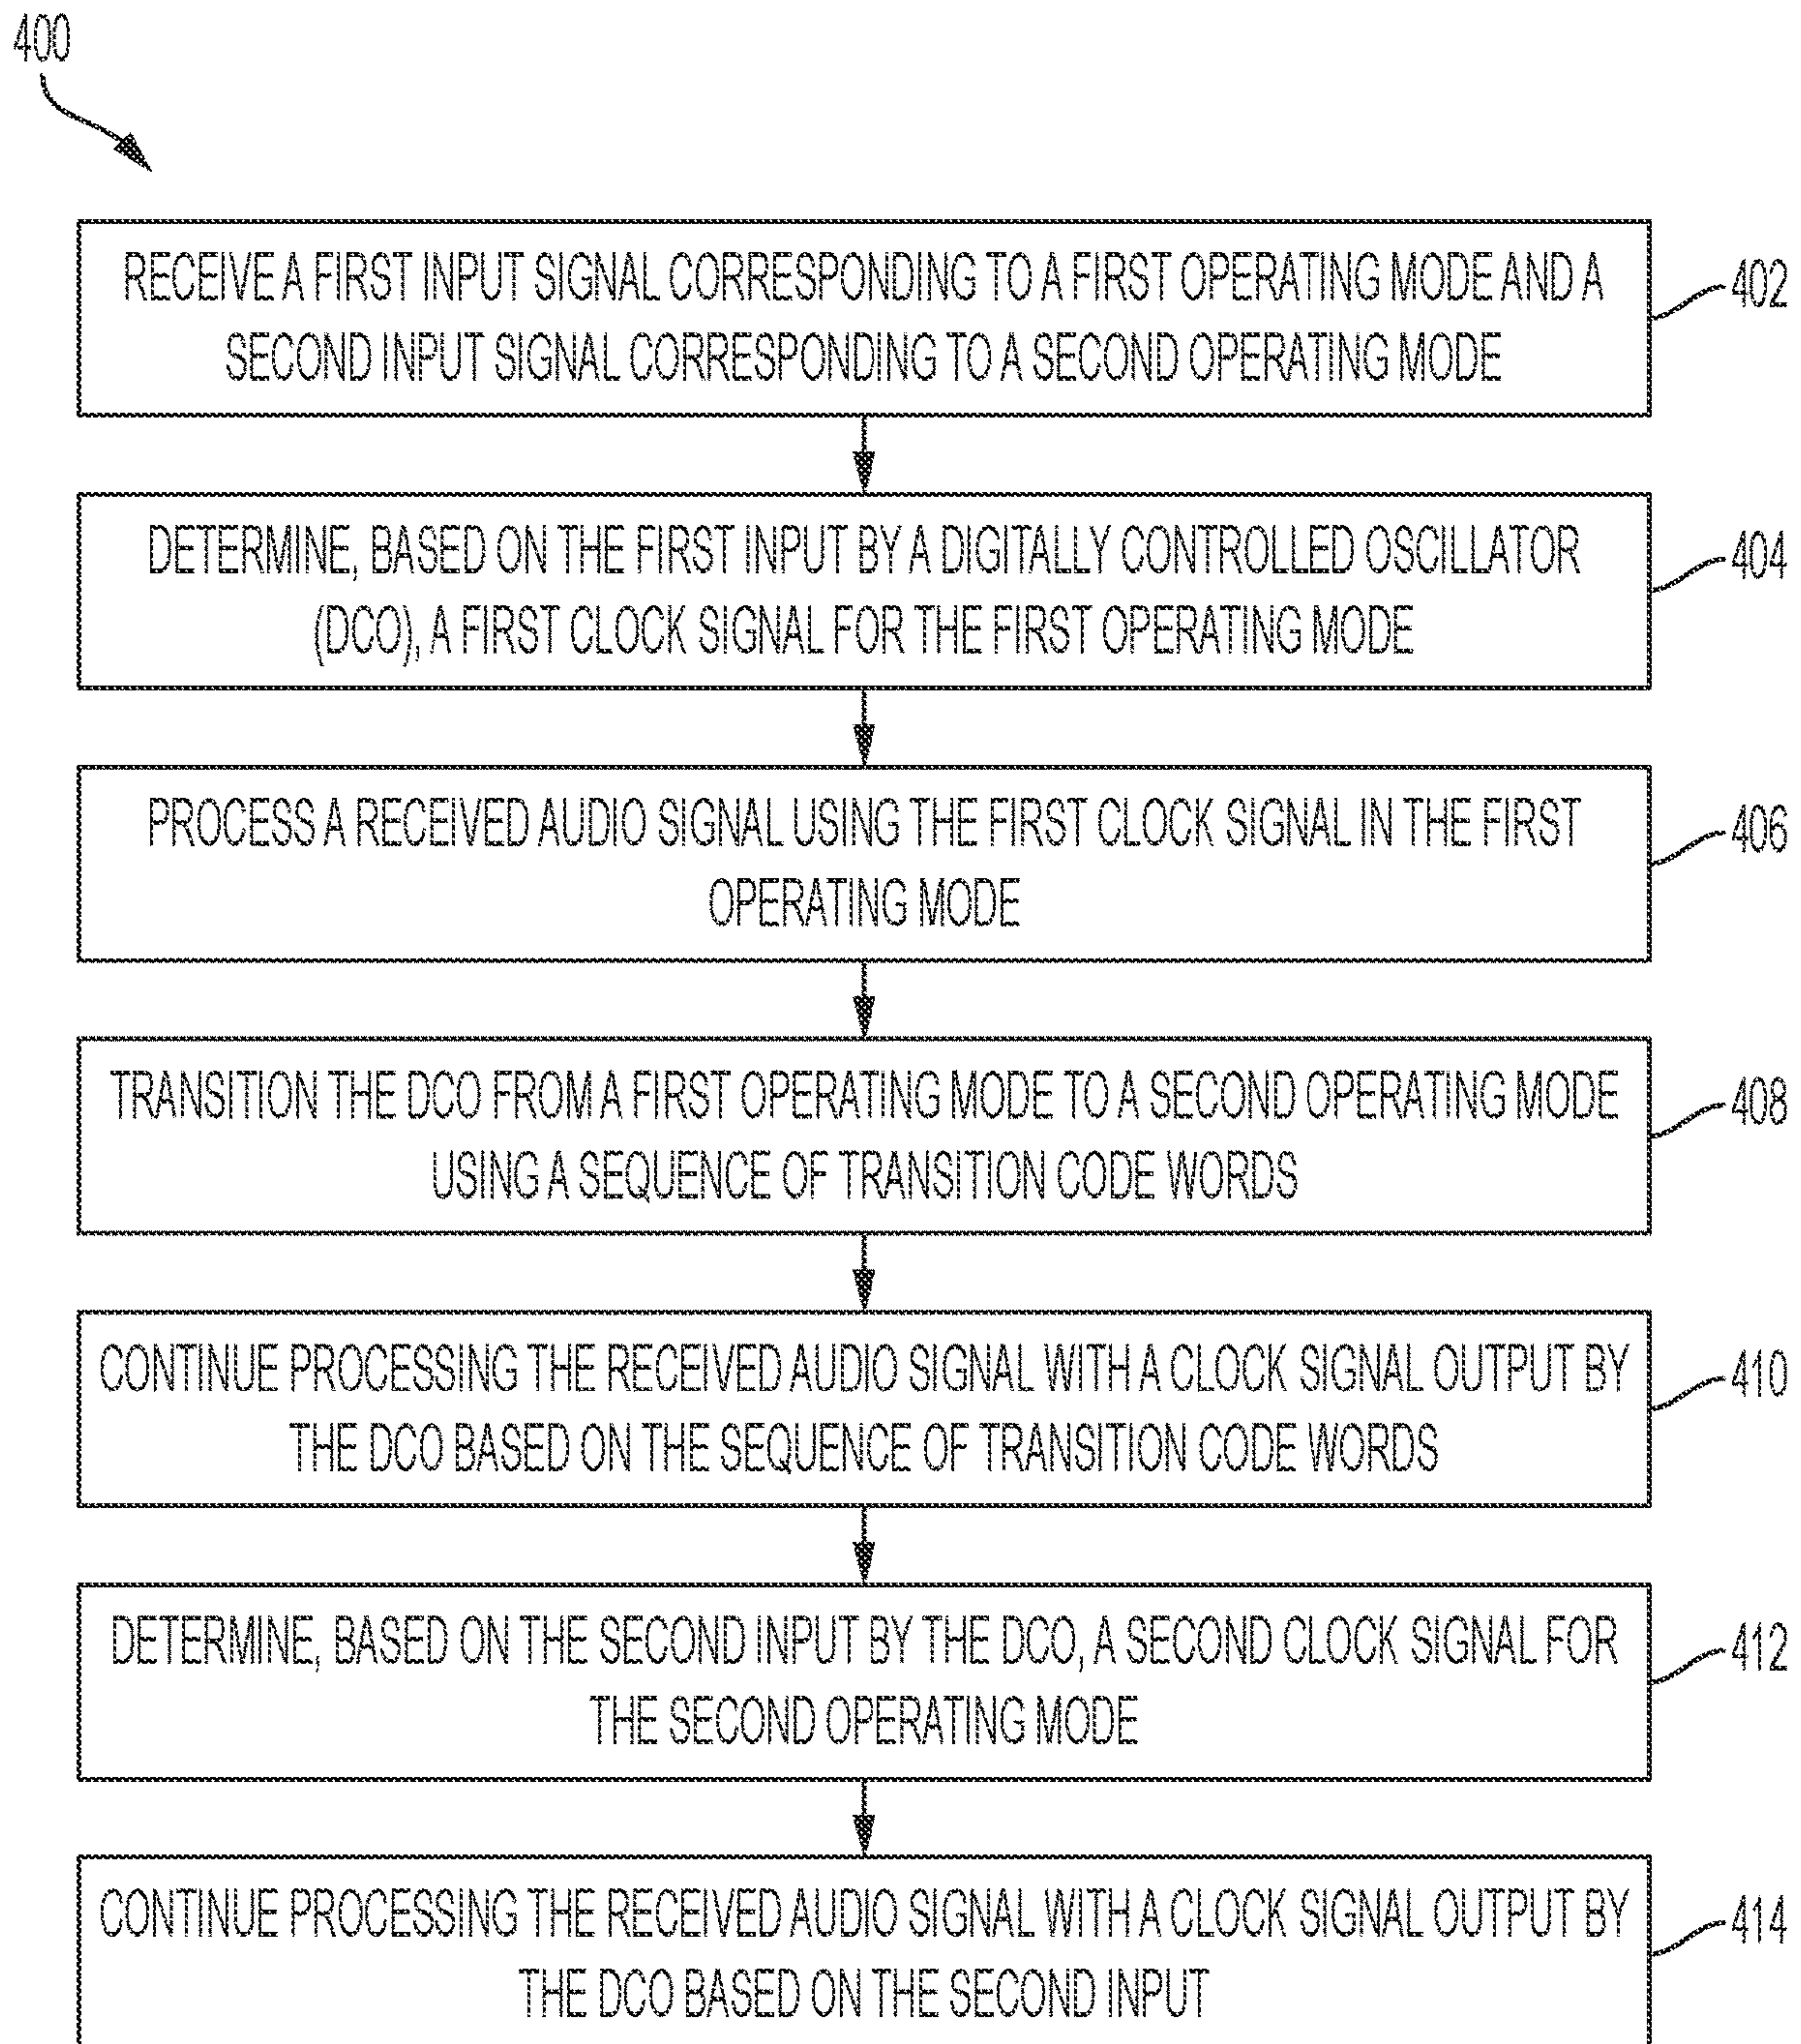 400
RECEIVE A FIRST INPUT SIGNAL CORRESPONDING TO A FIRST OPERATING MODE AND A
SECOND INPUT SIGNAL CORRESPONDING TO A SECOND OPERATING MODE
402
DETERMINE, BASED ON THE FIRST INPUT BY A DIGITALLY CONTROLLED OSCILLATOR
(DCO), A FIRST CLOCK SIGNAL FOR THE FIRST OPERATING MODE
404
PROCESS A RECEIVED AUDIO SIGNAL USING THE FIRST CLOCK SIGNAL IN THE FIRST
OPERATING MODE
406
TRANSITION THE DCO FROM A FIRST OPERATING MODE TO A SECOND OPERATING MODE
USING A SEQUENCE OF TRANSITION CODE WORDS
408
CONTINUE PROCESSING THE RECEIVED AUDIO SIGNAL WITH A CLOCK SIGNAL OUTPUT BY
THE DCO BASED ON THE SEQUENCE OF TRANSITION CODE WORDS
410
DETERMINE, BASED ON THE SECOND INPUT BY THE DCO, A SECOND CLOCK SIGNAL FOR
THE SECOND OPERATING MODE
412
CONTINUE PROCESSING THE RECEIVED AUDIO SIGNAL WITH A CLOCK SIGNAL OUTPUT BY
THE DCO BASED ON THE SECOND INPUT
414